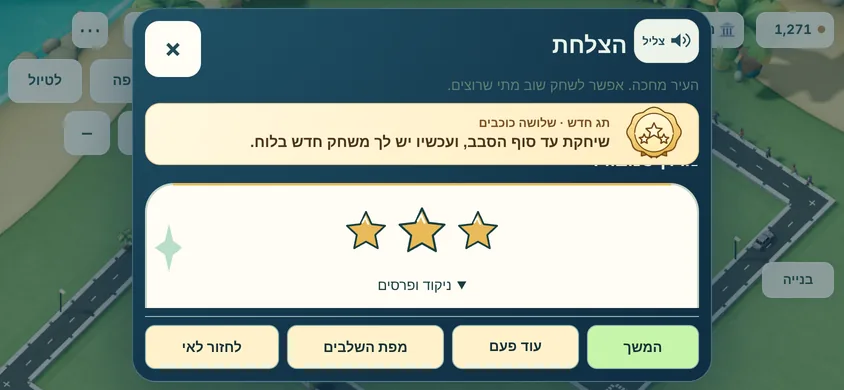 1,271
לטיול
פה
בנייה
צליל
הצלחת
העיר מחכה. אפשר לשחק שוב מתי שרוצים.
תג חדש · שלושה כוכבים
שיחקת עד סוף הסבב, ועכשיו יש לך משחק חדש בלוח.
▼ ניקוד ופרסים
המשך
עוד פעם
מפת השלבים
לחזור לאי